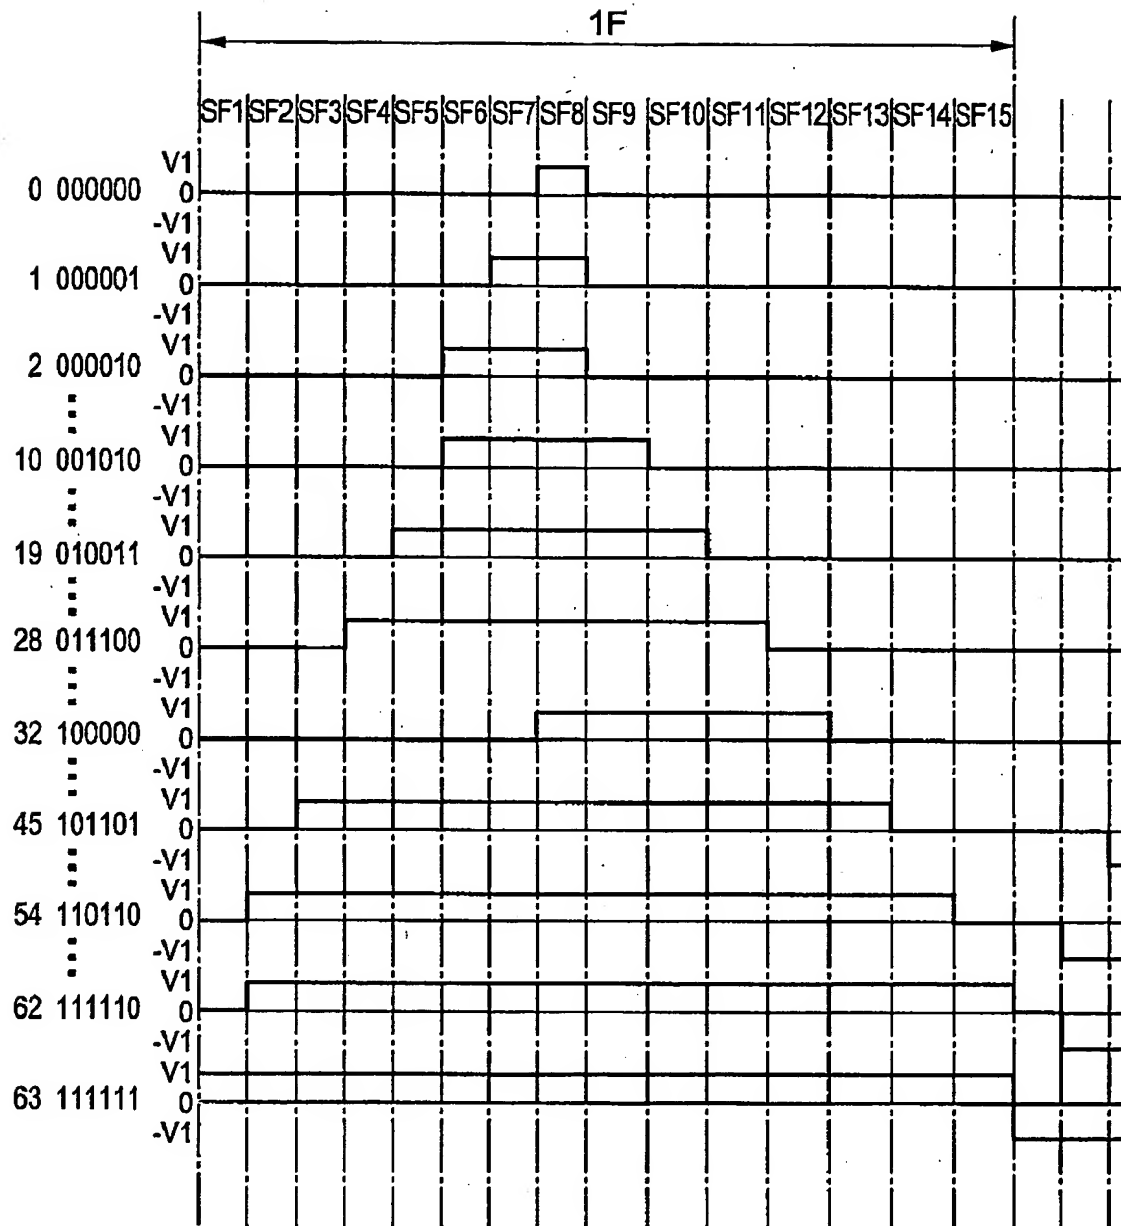 1F
SF1 SF2 SF3 SF4 SF5 SF6 SF7 SF8 SF9 SF10 SF11 SF12 SF13 SF14 SF15
V1
0 000000 0
-V1
V1
1 000001 0
-V1
V1
2 000010 0
-V1
V1
10 001010 0
-V1
V1
19 010011 0
-V1
V1
28 011100 0
-V1
V1
32 100000 0
-V1
V1
45 101101 0
-V1
V1
54 110110 0
-V1
V1
62 111110 0
-V1
V1
63 111111 0
-V1